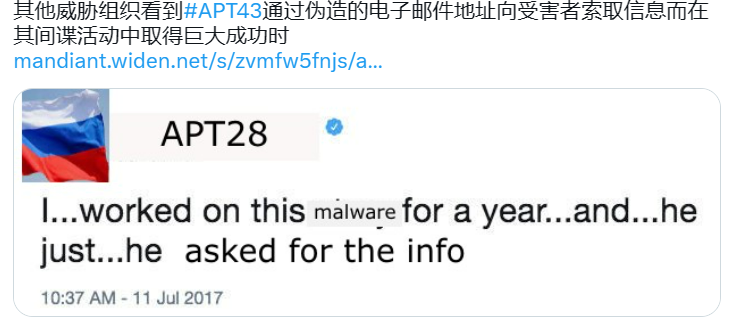 其他威胁组织看到#APT43通过伪造的电子邮件地址向受害者索取信息而在
其间谍活动中取得巨大成功时
mandiant.widen.net/s/zvmfw5fnjs/a...
APT28
I...worked on this malware for a year...and...he
just...he asked for the info
10:37 AM - 11 Jul 2017